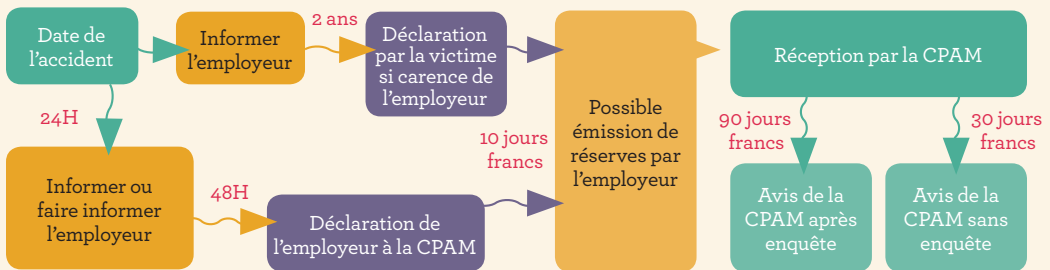 Date de
l'accident
Informer
l'employeur
2 ans
Déclaration
par la victime
si carence de
l'employeur
24H
Informer ou
faire informer
l'employeur
48H
Déclaration de
l'employeur à la CPAM
10 jours
francs
Possible
émission de
réserves par
l'employeur
Réception par la CPAM
90 jours
francs
30 jours
francs
Avis de la
CPAM après
enquête
Avis de la
CPAM sans
enquête